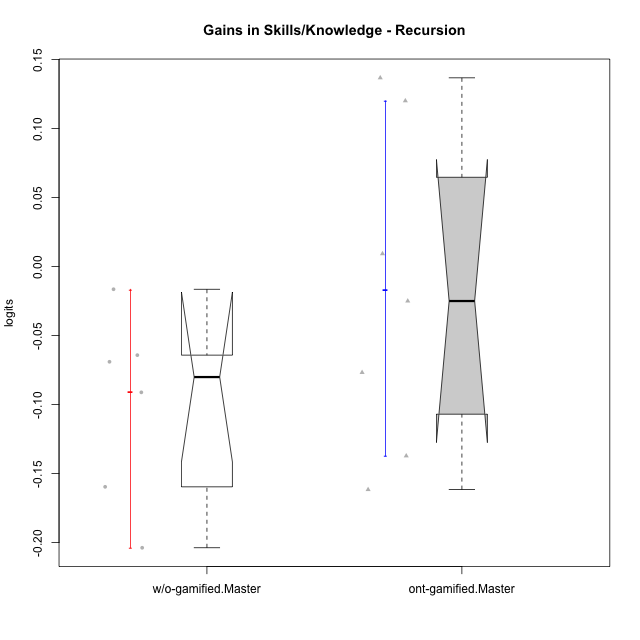 Gains in Skills/Knowledge - Recursion
logits
0.15
0.10
0.05
0.00
-0.05
-0.10
-0.15
-0.20
w/o-gamified.Master
ont-gamified.Master